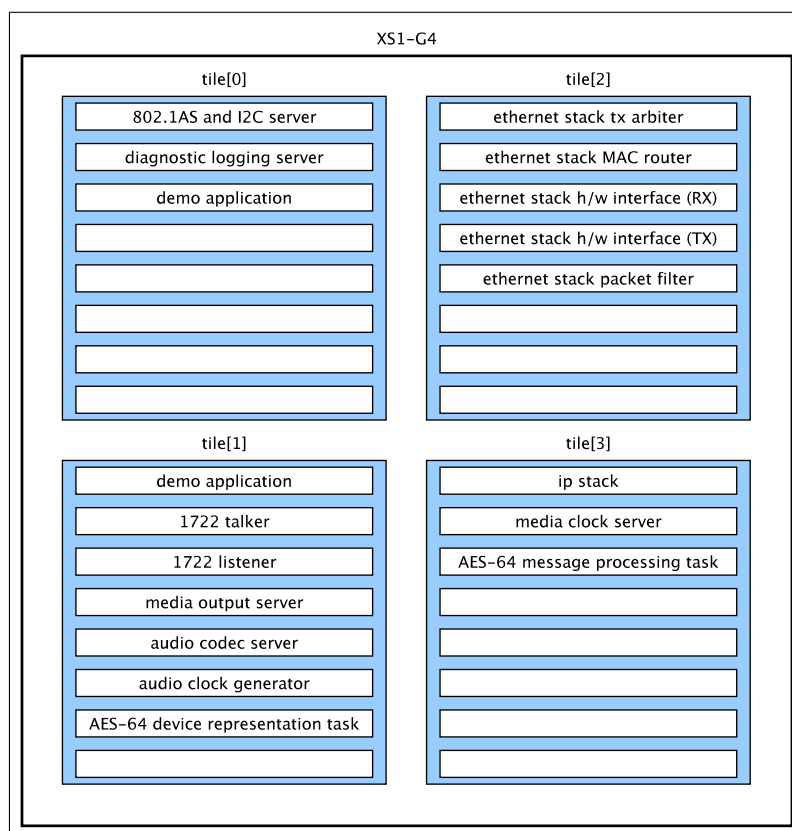 XS1-G4
tile[0]
802.1AS and I2C server
diagnostic logging server
demo application
tile[2]
ethernet stack tx arbiter
ethernet stack MAC router
ethernet stack h/w interface (RX)
ethernet stack h/w interface (TX)
ethernet stack packet filter
tile[1]
demo application
1722 talker
1722 listener
media output server
audio codec server
audio clock generator
AES-64 device representation task
tile[3]
ip stack
media clock server
AES-64 message processing task